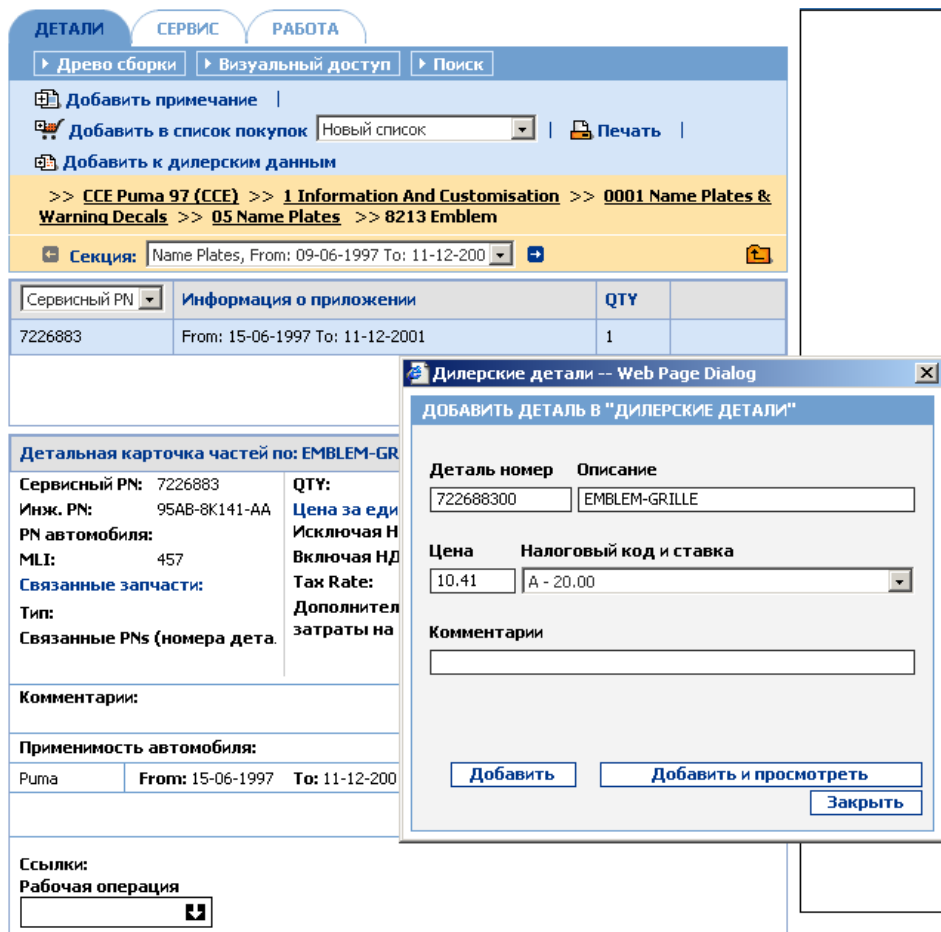 ДЕТАЛИ СЕРВИС РАБОТА
Древо сборки Визуальный доступ Поиск
Добавить примечание |
Добавить в список покупок Новый список | Печать |
Добавить к дилерским данным
>> CCE Puma 97 (CCE) >> 1 Information And Customisation >> 0001 Name Plates &
Warning Decals >> 05 Name Plates >> 8213 Emblem
Секция: Name Plates, From: 09-06-1997 To: 11-12-200
Сервисный PN Информация о приложении QTY
7226883 From: 15-06-1997 To: 11-12-2001 1
Дилерские детали -- Web Page Dialog
ДОБАВИТЬ ДЕТАЛЬ В "ДИЛЕРСКИЕ ДЕТАЛИ"
Деталь номер Описание
722688300 EMBLEM-GRILLE
Цена Налоговый код и ставка
10.41 A - 20.00
Комментарии
Добавить Добавить и просмотреть
Закрыть
Детальная карточка частей по: EMBLEM-GR
Сервисный PN: 7226883 QTY:
Инж. PN: 95AB-8K141-AA Цена за еди
PN автомобиля: Исключая Н
MLI: 457 Включая НД
Связанные запчасти: Tax Rate:
Тип: Дополнител
Связанные PNs (номера дета. затраты на
Комментарии:
Применимость автомобиля:
Puma From: 15-06-1997 To: 11-12-200
Ссылки:
Рабочая операция